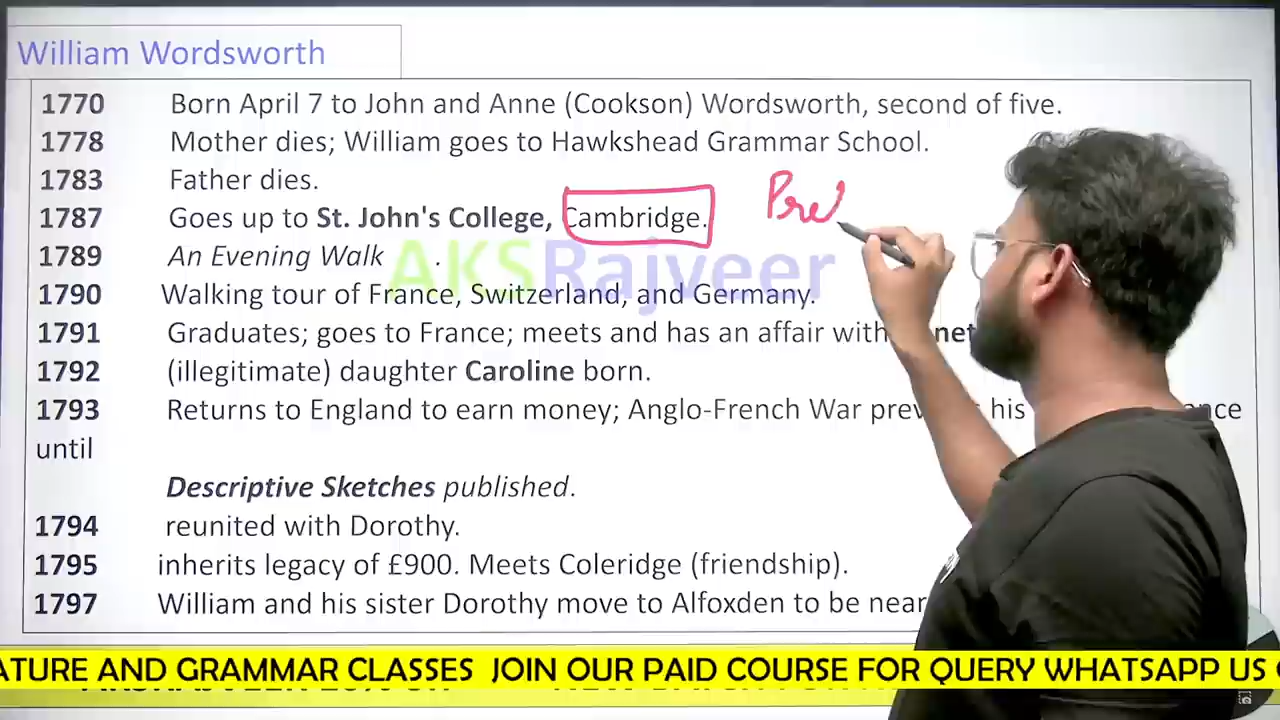 William Wordsworth
1770 Born April 7 to John and Anne (Cookson) Wordsworth, second of five.
1778 Mother dies; William goes to Hawkshead Grammar School.
1783 Father dies.
1787 Goes up to St. John's College, Cambridge. Prel
1789 An Evening Walk .
AKSRajveer
1790 Walking tour of France, Switzerland, and Germany.
1791 Graduates; goes to France; meets and has an affair with
1792 (illegitimate) daughter Caroline born.
1793 Returns to England to earn money; Anglo-French War his
until
Descriptive Sketches published.
1794 reunited with Dorothy.
1795 inherits legacy of £900. Meets Coleridge (friendship).
1797 William and his sister Dorothy move to Alfoxden to be near
AND GRAMMAR CLASSES JOIN OUR PAID COURSE FOR QUERY WHATSAPP US